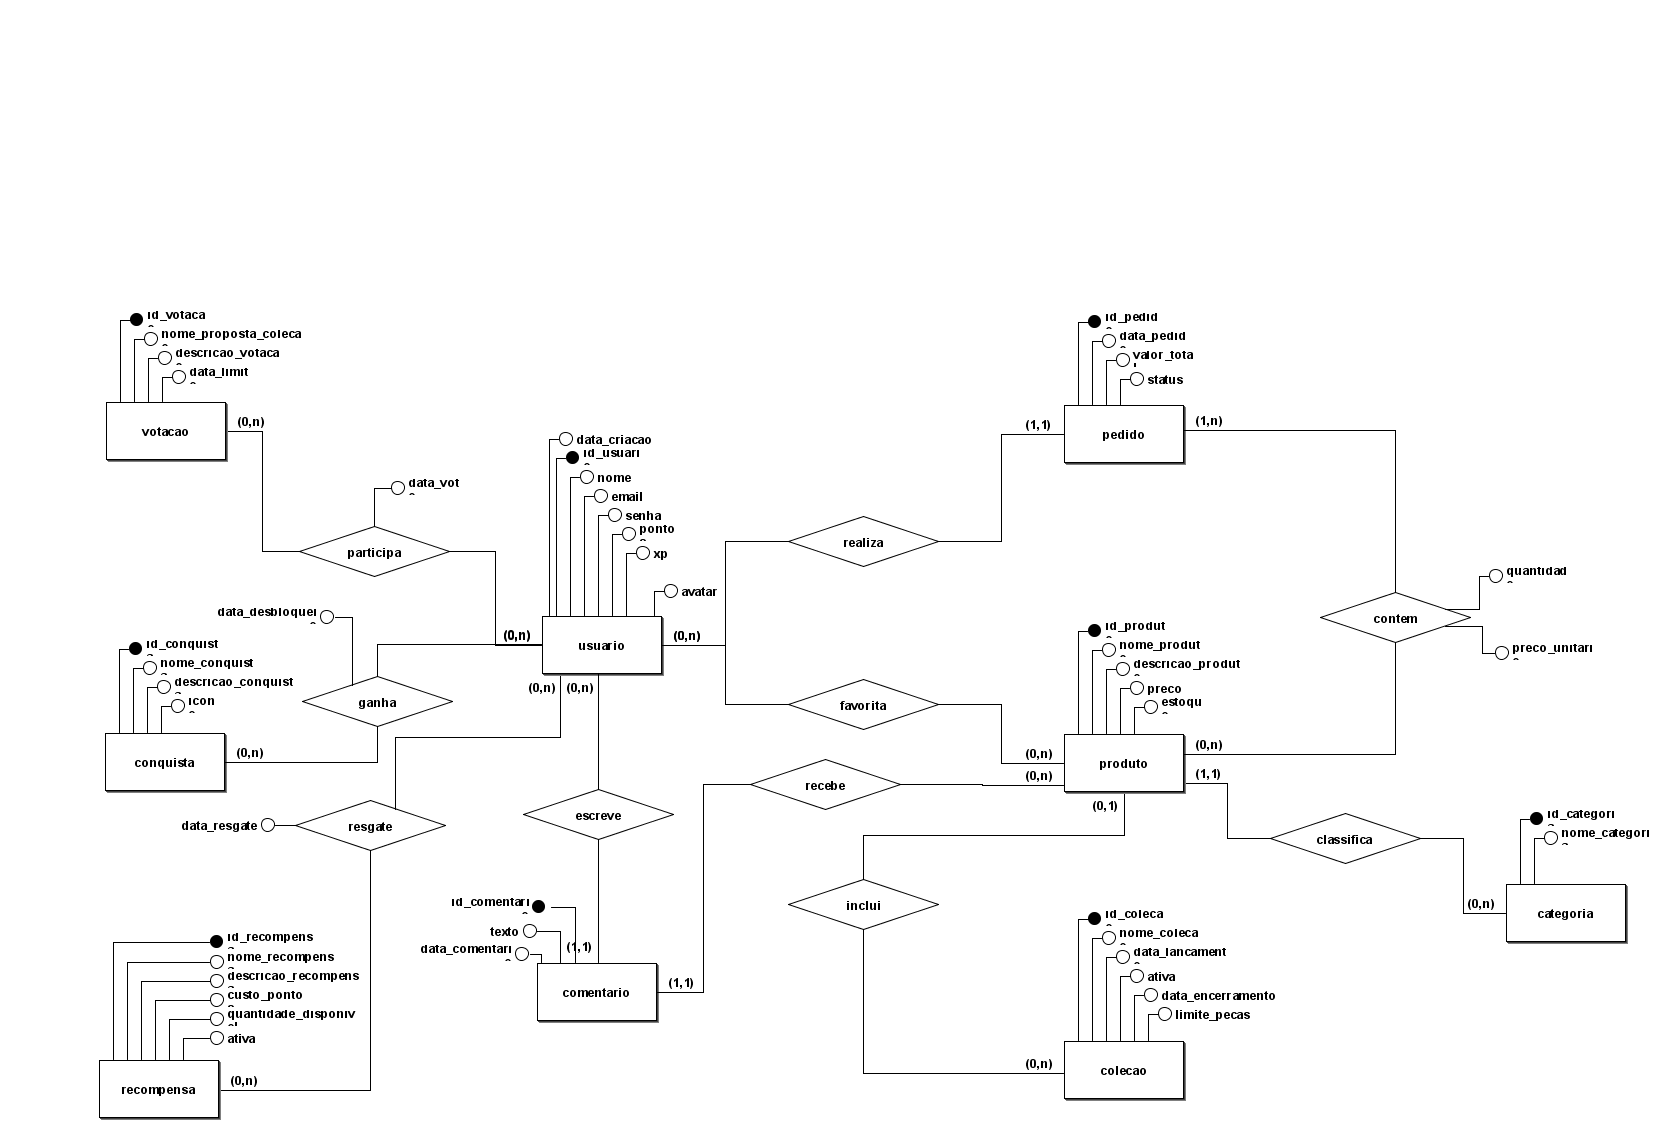 id_votaca
nome_proposta_coleca
descricao_votaca
data_limit
votacao
(0,n)
data_vot
participa
data_criacao
id_usuari
nome
email
senha
ponto
xp
avatar
usuario
(0,n)
(0,n)
(0,n)
(0,n)
data_desbloquei
id_conquist
nome_conquist
descricao_conquist
icon
conquista
(0,n)
ganha
data_resgate
resgate
id_recompens
nome_recompens
descricao_recompens
custo_ponto
quantidade_disponiv
ativa
recompensa
(0,n)
escreve
id_comentari
texto
data_comentari
(1,1)
comentario
(1,1)
recebe
realiza
favorita
id_pedid
data_pedid
valor_tota
status
(1,1)
pedido
(1,n)
contem
quantidad
preco_unitari
id_produt
nome_produt
descricao_produt
preco
estoqu
(0,n)
(0,n)
produto
(0,n)
(1,1)
(0,1)
inclui
classifica
id_categori
nome_categori
(0,n)
categoria
id_coleca
nome_coleca
data_lancament
ativa
data_encerramento
limite_pecas
(0,n)
colecao